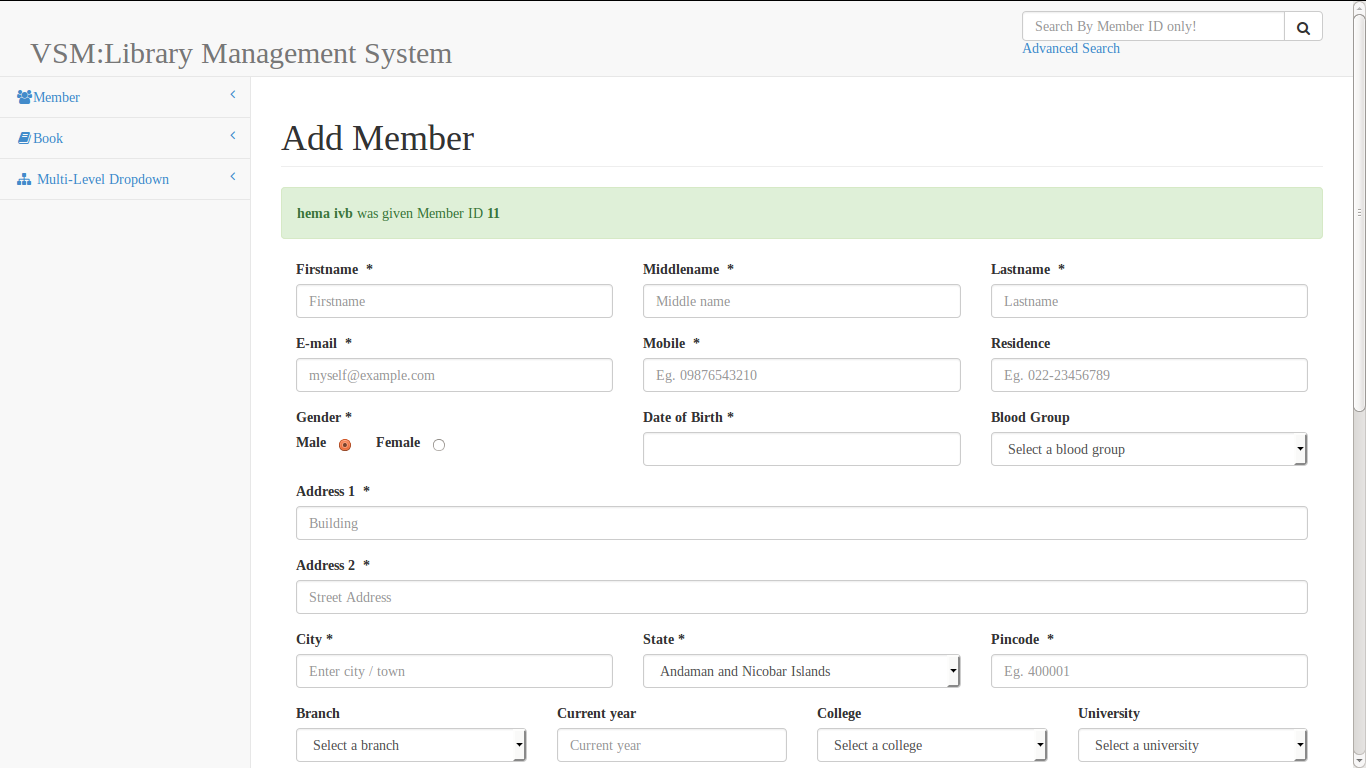 Search By Member ID only!
VSM:Library Management System
Advanced Search
Member
Book
Multi-Level Dropdown
Add Member
hema ivb was given Member ID 11
Firstname * Middlename * Lastname *
Firstname Middle name Lastname
E-mail * Mobile * Residence
myself@example.com Eg. 09876543210 Eg. 022-23456789
Gender * Date of Birth * Blood Group
Male Female Select a blood group
Address 1 *
Building
Address 2 *
Street Address
City * State * Pincode *
Enter city / town Andaman and Nicobar Islands Eg. 400001
Branch Current year College University
Select a branch Current year Select a college Select a university